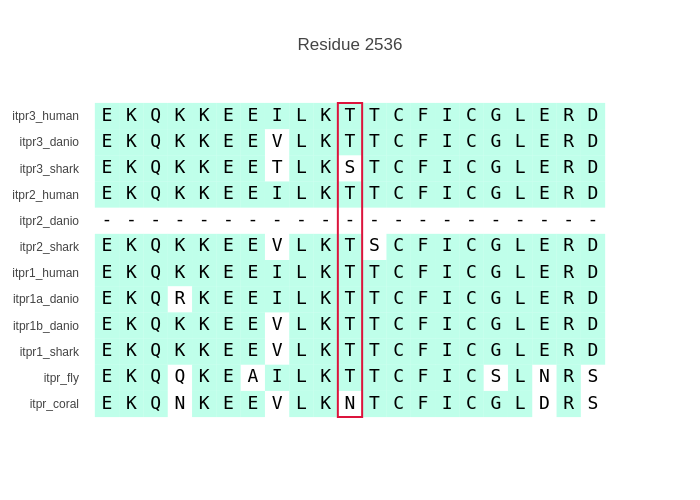 Residue 2536
itpr3_human E K Q K K E E I L K T T C F I C G L E R D
itpr3_danio E K Q K K E E V L K T T C F I C G L E R D
itpr3_shark E K Q K K E E T L K S T C F I C G L E R D
itpr2_human E K Q K K E E I L K T T C F I C G L E R D
itpr2_danio - - - - - - - - - - - - - - - - - - - - -
itpr2_shark E K Q K K E E V L K T S C F I C G L E R D
itpr1_human E K Q K K E E I L K T T C F I C G L E R D
itpr1a_danio E K Q R K E E I L K T T C F I C G L E R D
itpr1b_danio E K Q K K E E V L K T T C F I C G L E R D
itpr1_shark E K Q K K E E V L K T T C F I C G L E R D
itpr_fly E K Q Q K E A I L K T T C F I C S L N R S
itpr_coral E K Q N K E E V L K N T C F I C G L D R S